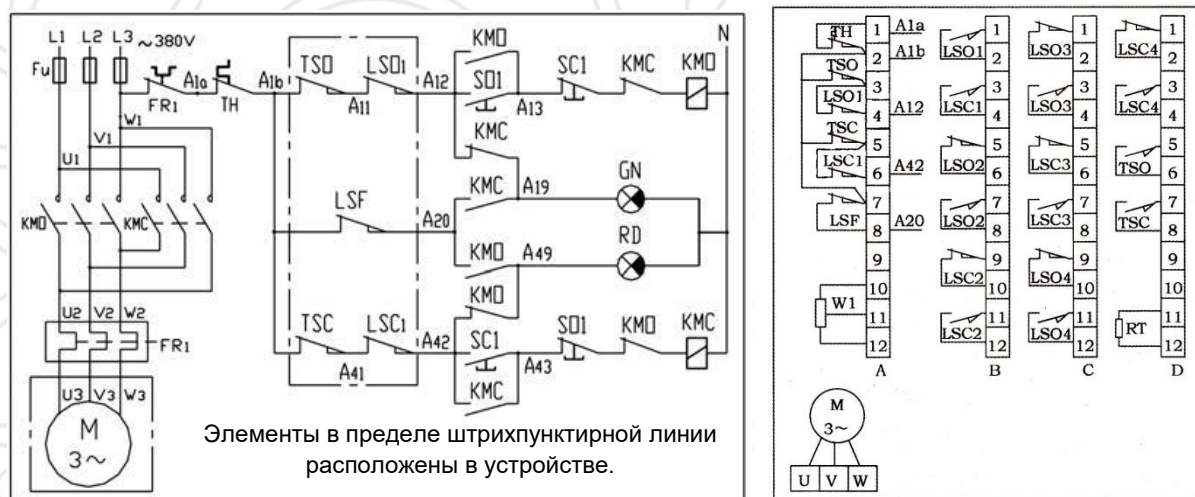 L1 L2 L3 ~380V
Fu
FR1
A1a
TH
A1b
TSO
LSO1
A11
A12
KMO
SO1
A13
SC1
KMC
KMO
N
W1
V1
U1
KMC
KMO
KMC
LSF
A20
KMC
A19
GN
KMO
A49
RD
KMO
U2 V2 W2
FR1
TSC
LSC1
A41
A42
SC1
KMC
A43
SO1
KMO
KMC
U3 V3 W3
M
3~
Элементы в пределе штрихпунктирной линии
расположены в устройстве.
TH 1 A1a
2 A1b
TSO 3
LSO1 4 A12
TSC 5
LSC1 6 A42
7
LSF 8 A20
9
10
W1 11
12
A
LSO1 1
2
LSC1 3
4
LSO2 5
6
LSO2 7
8
LSC2 9
10
LSC2 11
12
B
LSO3 1
2
LSO3 3
4
LSC3 5
6
LSC3 7
8
LSO4 9
10
LSO4 11
12
C
LSC4 1
2
LSC4 3
4
TSO 5
6
TSC 7
8
9
10
RT 11
12
D
M
3~
U V W